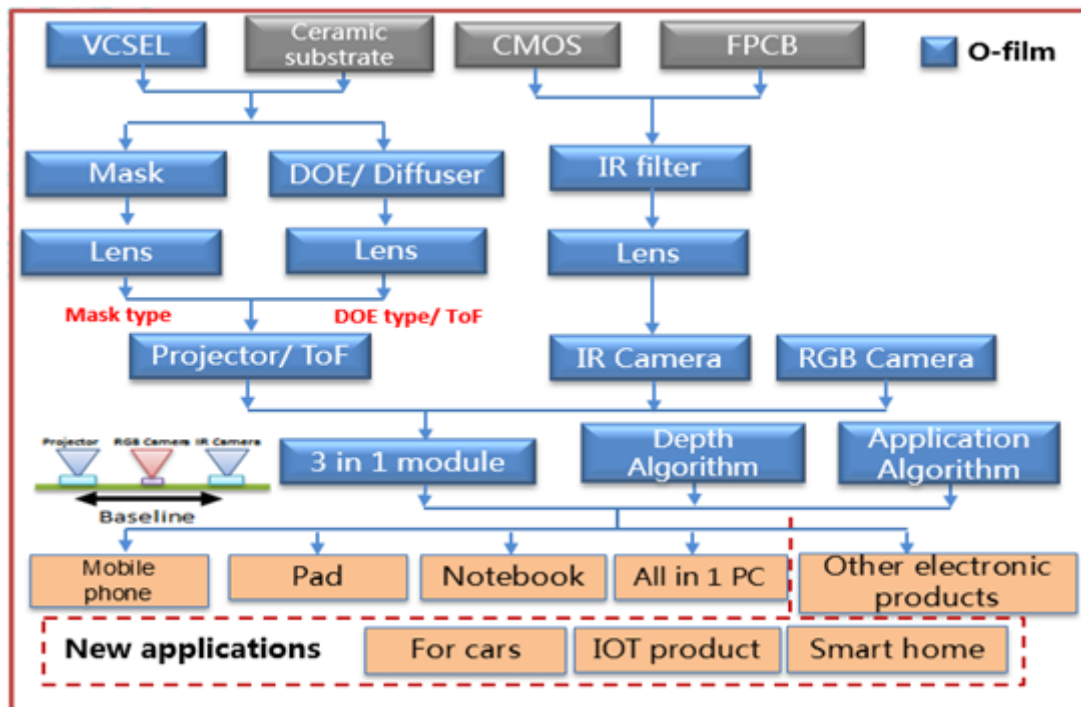 VCSEL
Ceramic
substrate
CMOS
FPCB
O-film
Mask
DOE/ Diffuser
IR filter
Lens
Lens
Lens
Mask type
DOE type/ ToF
Projector/ ToF
IR Camera
RGB Camera
Projector
RGB Camera
IR Camera
Baseline
3 in 1 module
Depth
Algorithm
Application
Algorithm
Mobile
phone
Pad
Notebook
All in 1 PC
Other electronic
products
New applications
For cars
IOT product
Smart home